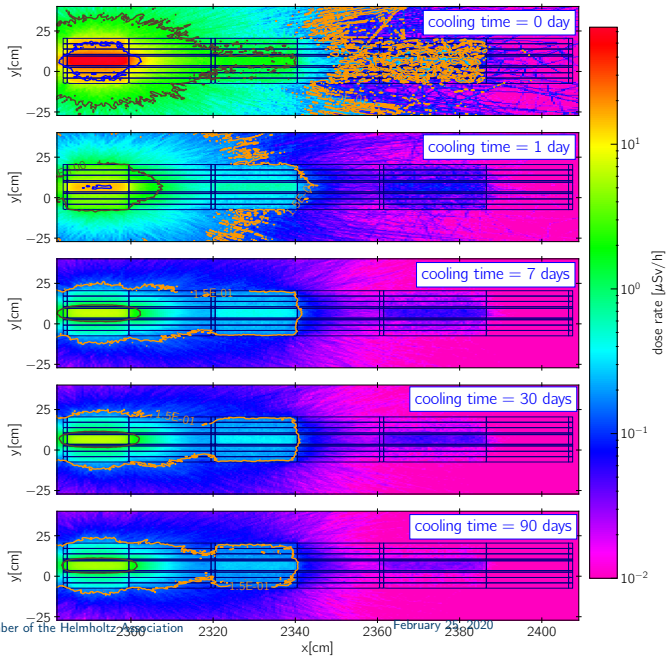 cooling time = 0 day
25
0
−25
y[cm]
cooling time = 1 day
25
0
−25
y[cm]
cooling time = 7 days
1.5E-01
25
0
−25
y[cm]
cooling time = 30 days
1.5E-01
25
0
−25
y[cm]
cooling time = 90 days
1.5E-01
25
0
−25
y[cm]
ber of the Helmholtz Association
February 25, 2020
2300 2320 2340 2360 2380 2400
x[cm]
10¹
10⁰
10⁻¹
10⁻²
dose rate [μSv/h]